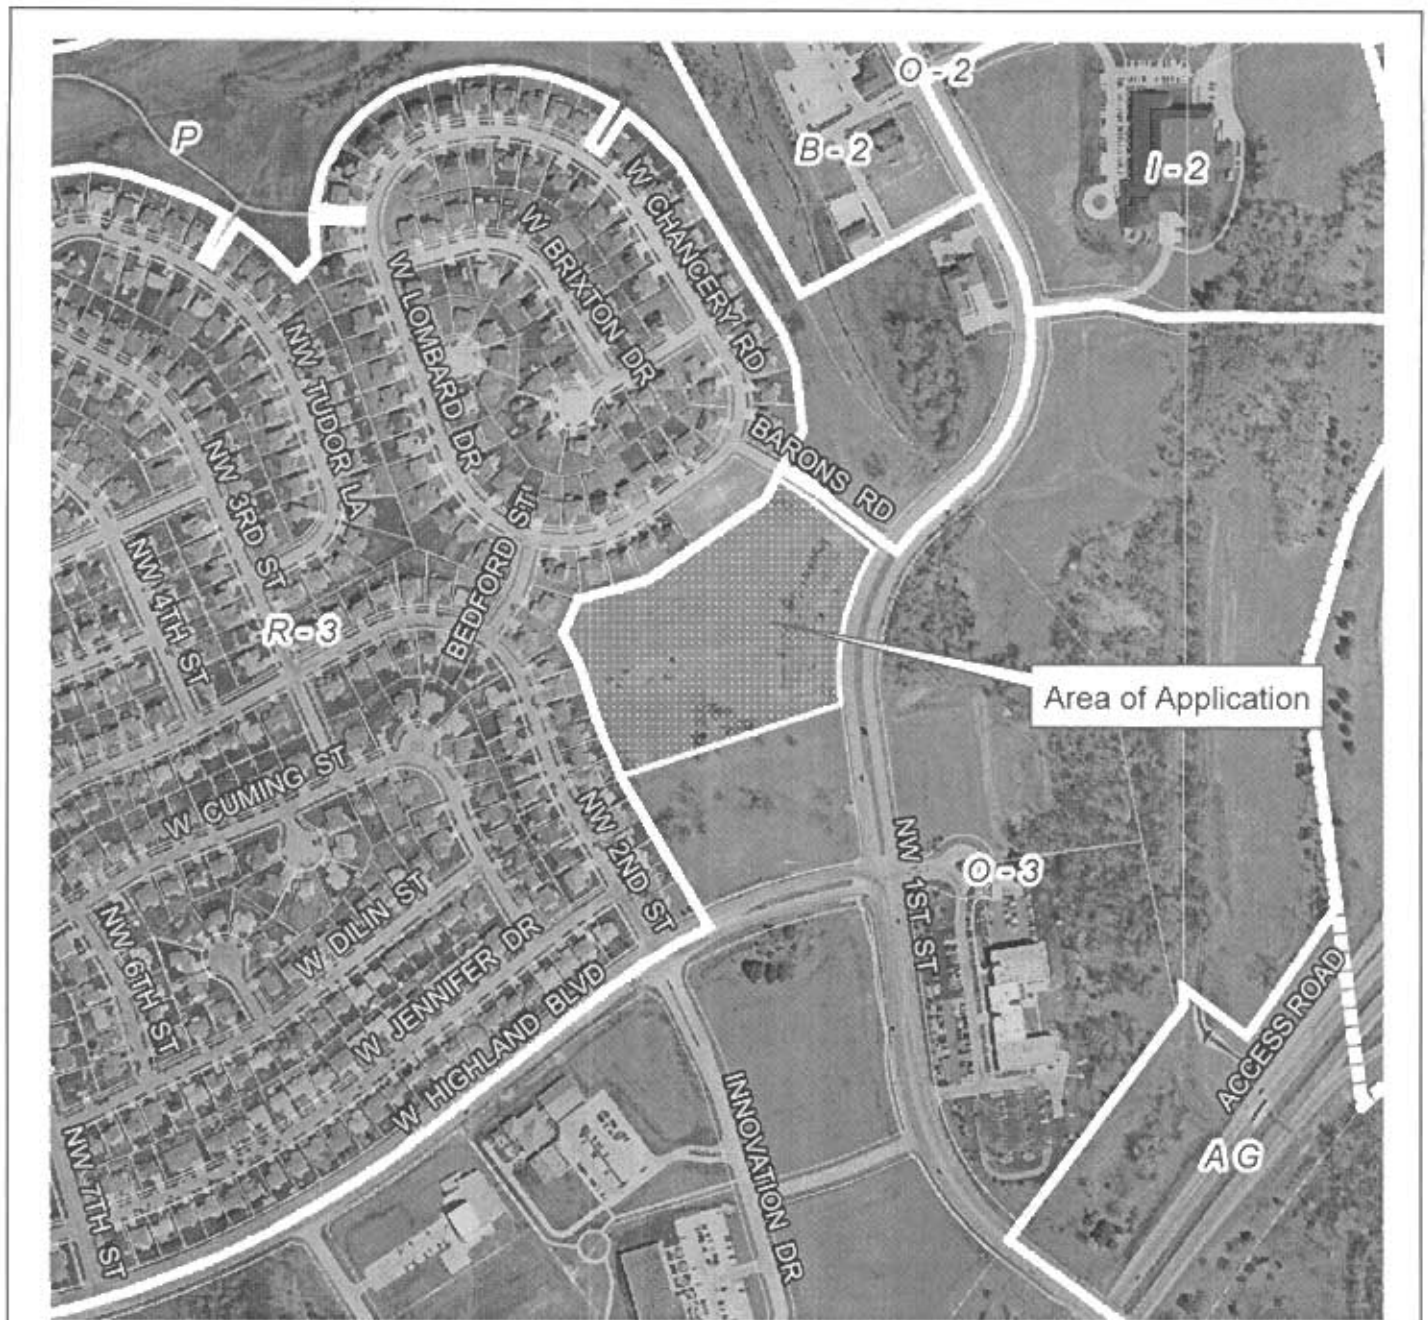 O - 2
P
B - 2
I - 2
W CHANCERY RD
W BRIXTON DR
W LOMBARD DR
NW TUDOR LA
BARONS RD
NW 3RD ST
BEDFORD ST
NW 4TH ST
R - 3
Area of Application
W CUMING ST
NW 2ND ST
NW 1ST ST
O - 3
W DILIN ST
NW 6TH ST
W JENNIFER DR
W HIGHLAND BLVD
ACCESS ROAD
INNOVATION DR
A G
NW 7TH ST